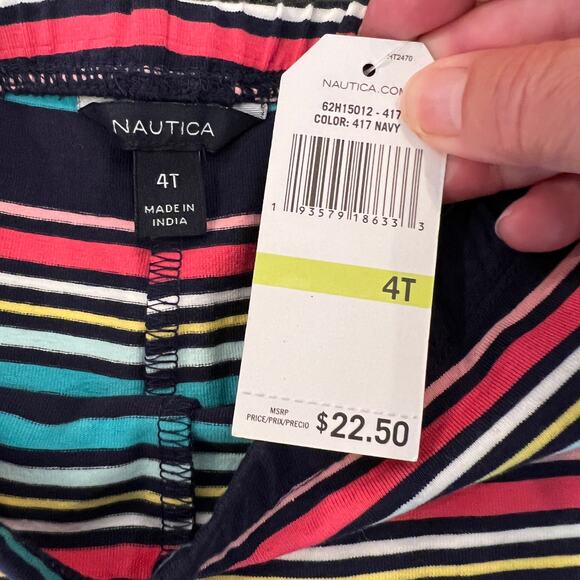 NAUTICA
4T
MADE IN
INDIA
HT2470
NAUTICA.COM
62H15012 - 417
COLOR: 417 NAVY
1 93579 18633 3
4T
MSRP
PRICE/PRIX/PRECIO
$22.50